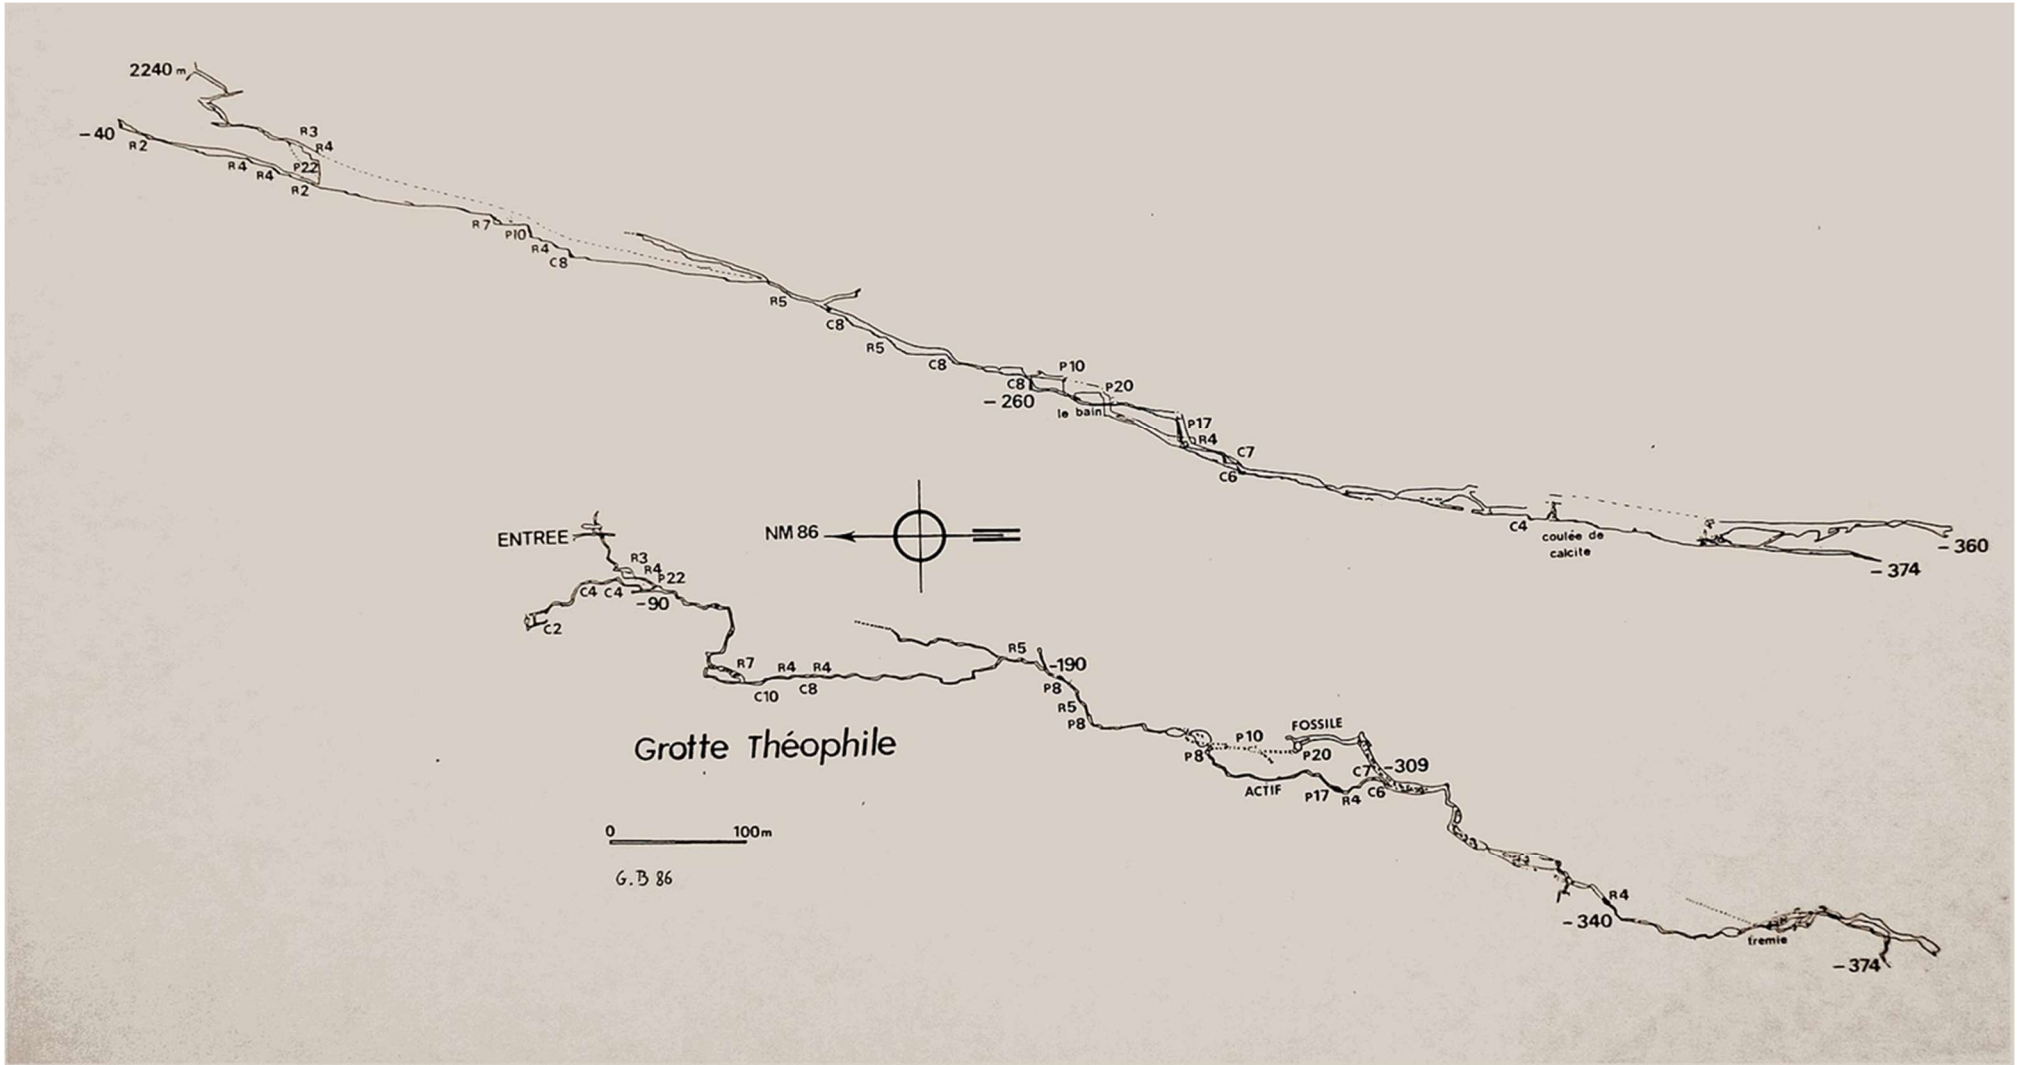 2240 m
- 40
R2
R4
R4
R2
R3
R4
P22
R7
P10
R4
C8
R5
C8
R5
C8
C8
- 260
P10
le bain
P20
P17
R4
C7
C6
C4
coulée de
calcite
- 360
- 374
NM 86
ENTREE
R3
R4
P22
C4 C4
-90
C2
R7
R4
R4
C10
C8
R5
-190
P8
R5
P8
P8
P10
FOSSILE
P20
C7
-309
ACTIF
P17
R4
C6
R4
- 340
tremie
- 374
Grotte Théophile
0 100m
G.B 86